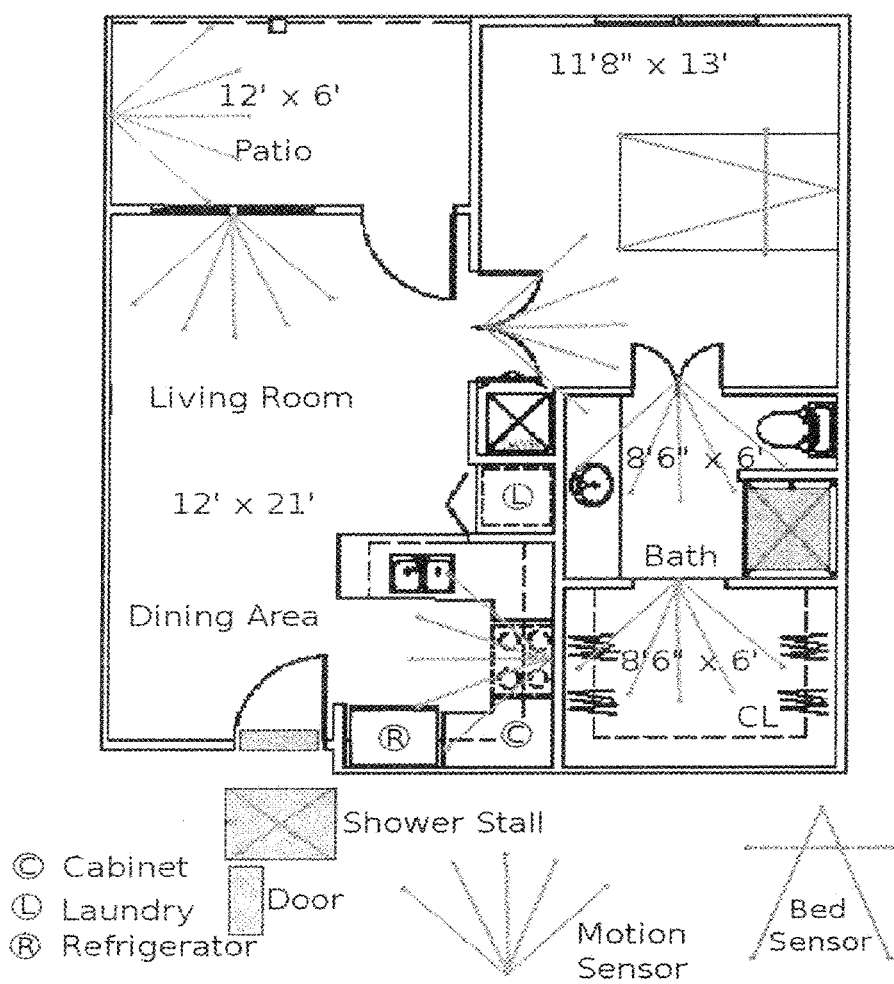 11'8" x 13'
12' x 6'
Patio
Living Room
8'6" x 6'
12' x 21'
L
Bath
Dining Area
8'6" x 6'
CL
R
C
Shower Stall
C Cabinet
Door
L Laundry
R Refrigerator
Motion
Sensor
Bed
Sensor